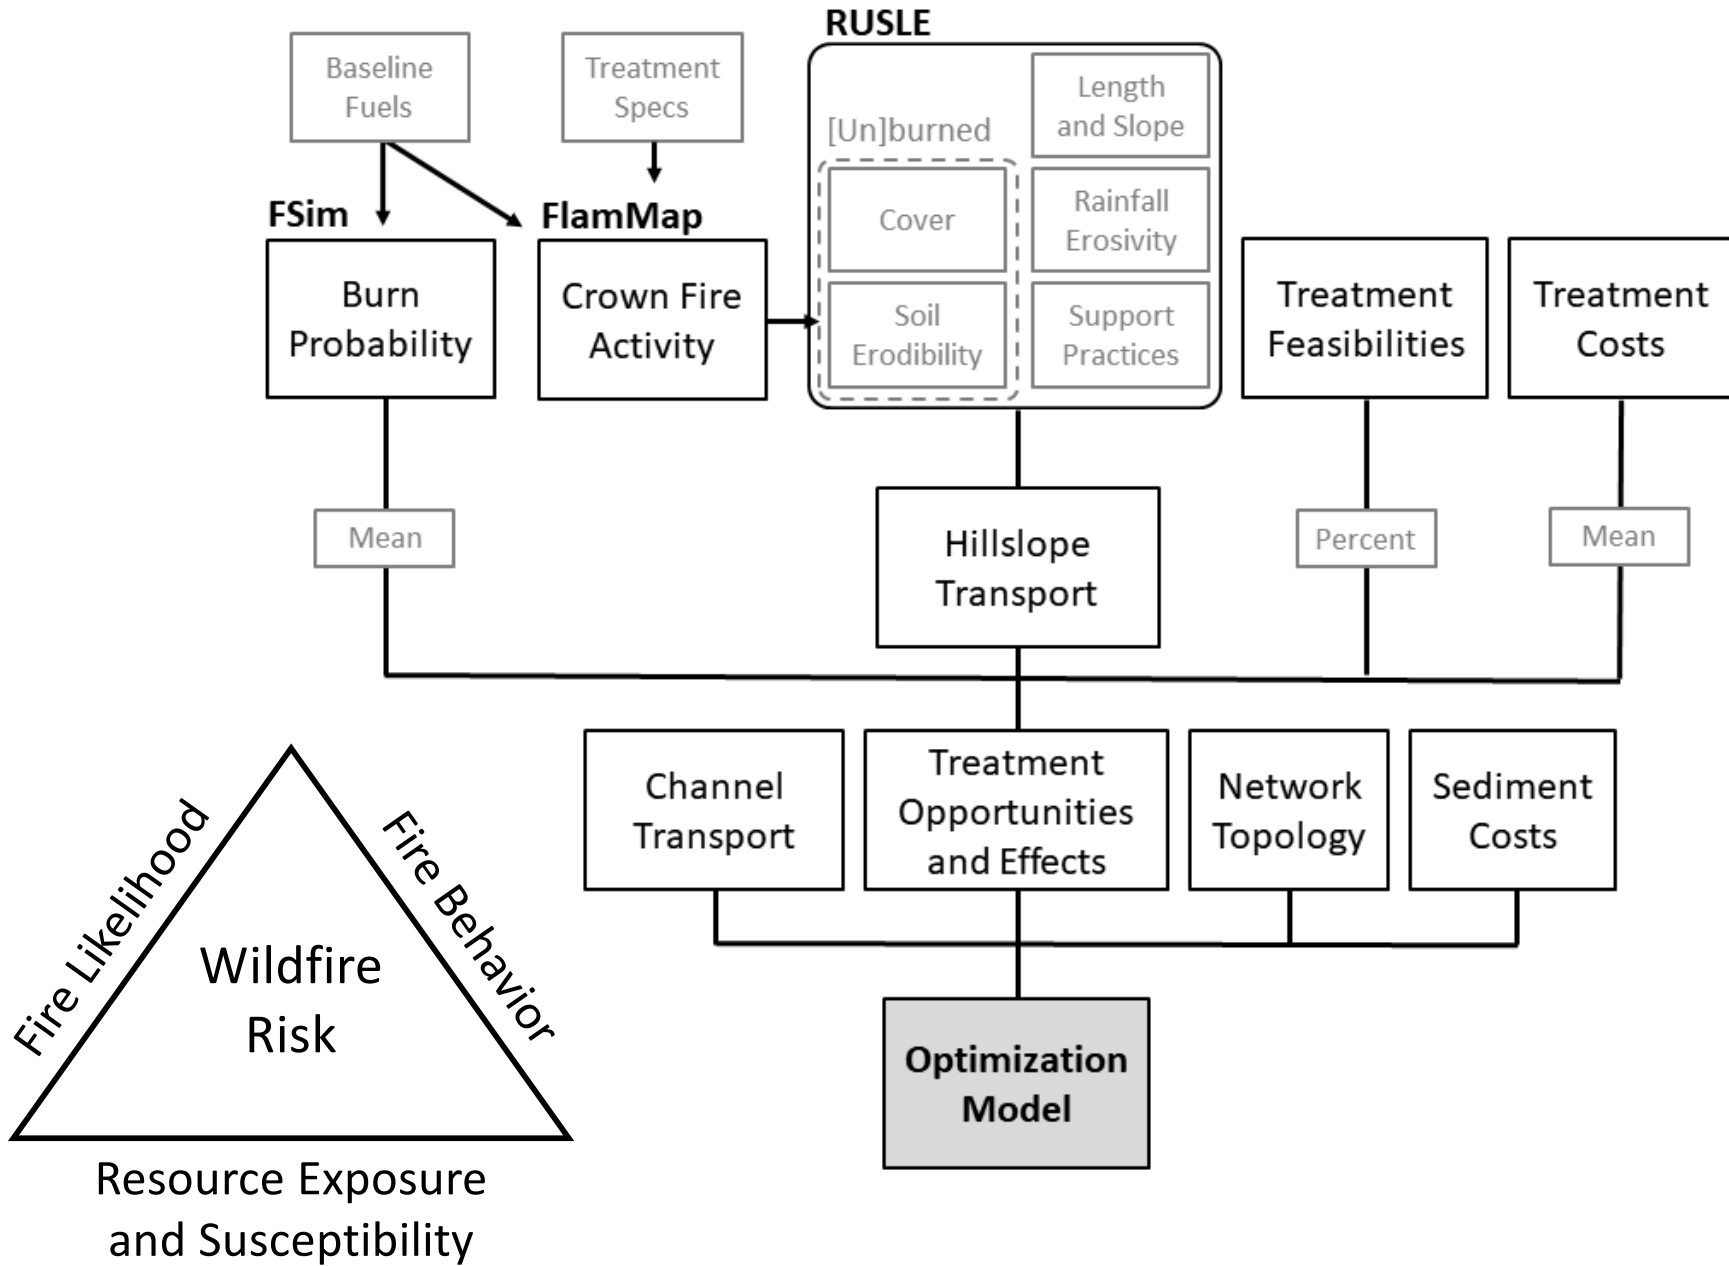 RUSLE
Baseline
Fuels
Treatment
Specs
Length
and Slope
[Un]burned
Cover
Rainfall
Erosivity
Soil
Erodibility
Support
Practices
FSim
FlamMap
Burn
Probability
Crown Fire
Activity
Treatment
Feasibilities
Treatment
Costs
Mean
Hillslope
Transport
Percent
Mean
Channel
Transport
Treatment
Opportunities
and Effects
Network
Topology
Sediment
Costs
Fire Likelihood
Fire Behavior
Wildfire
Risk
Resource Exposure
and Susceptibility
Optimization
Model